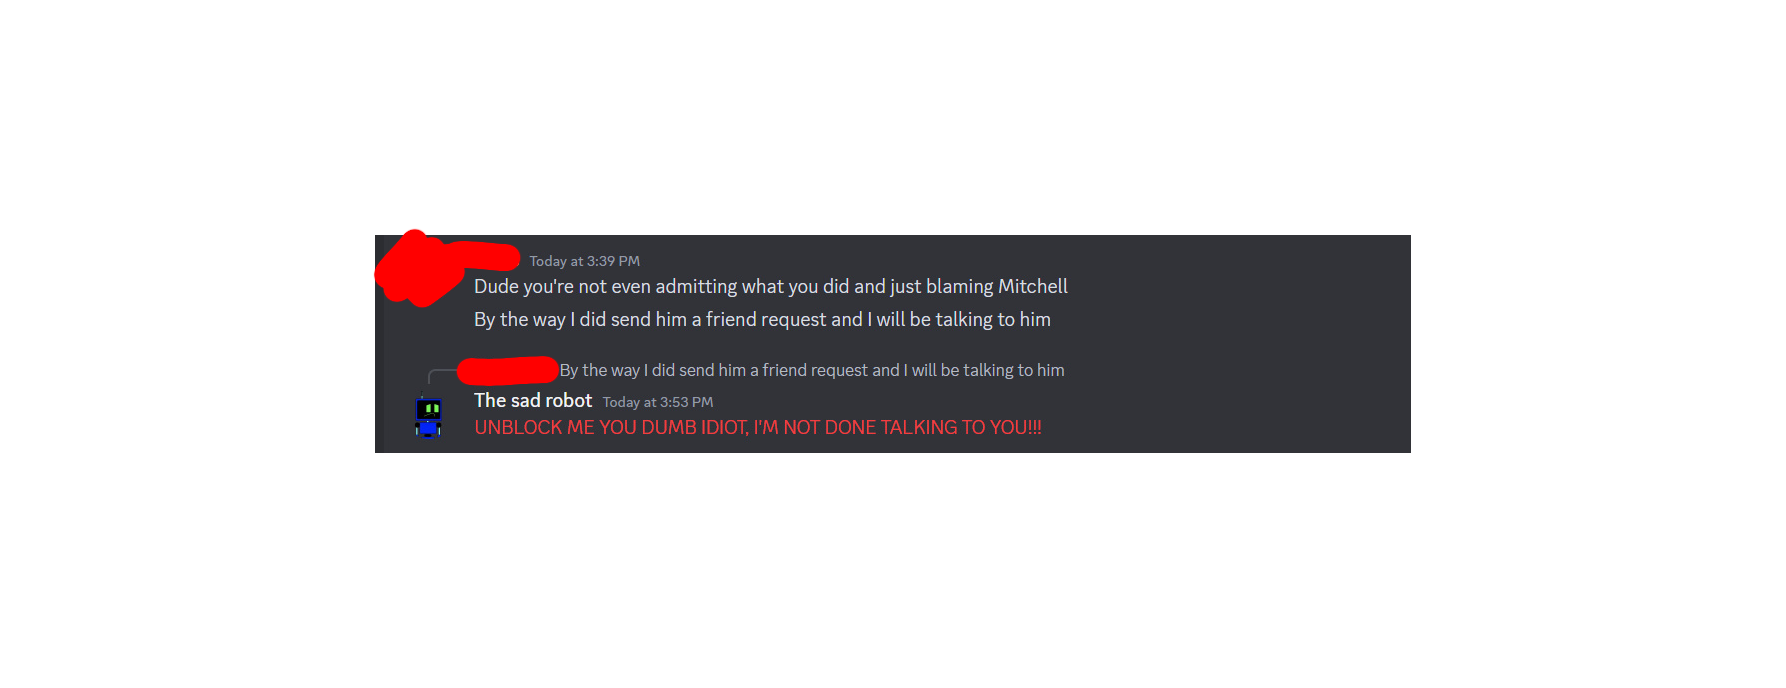 Today at 3:39 PM
Dude you're not even admitting what you did and just blaming Mitchell
By the way I did send him a friend request and I will be talking to him
By the way I did send him a friend request and I will be talking to him
The sad robot Today at 3:53 PM
UNBLOCK ME YOU DUMB IDIOT, I'M NOT DONE TALKING TO YOU!!!